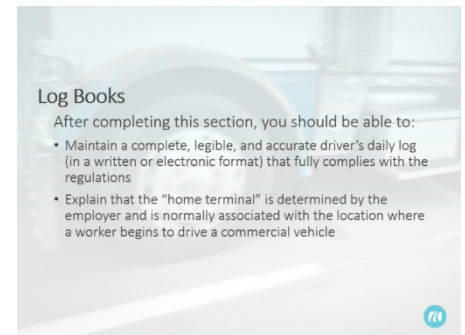 Log Books
After completing this section, you should be able to:
• Maintain a complete, legible, and accurate driver's daily log
(in a written or electronic format) that fully complies with the
regulations
• Explain that the "home terminal" is determined by the
employer and is normally associated with the location where
a worker begins to drive a commercial vehicle